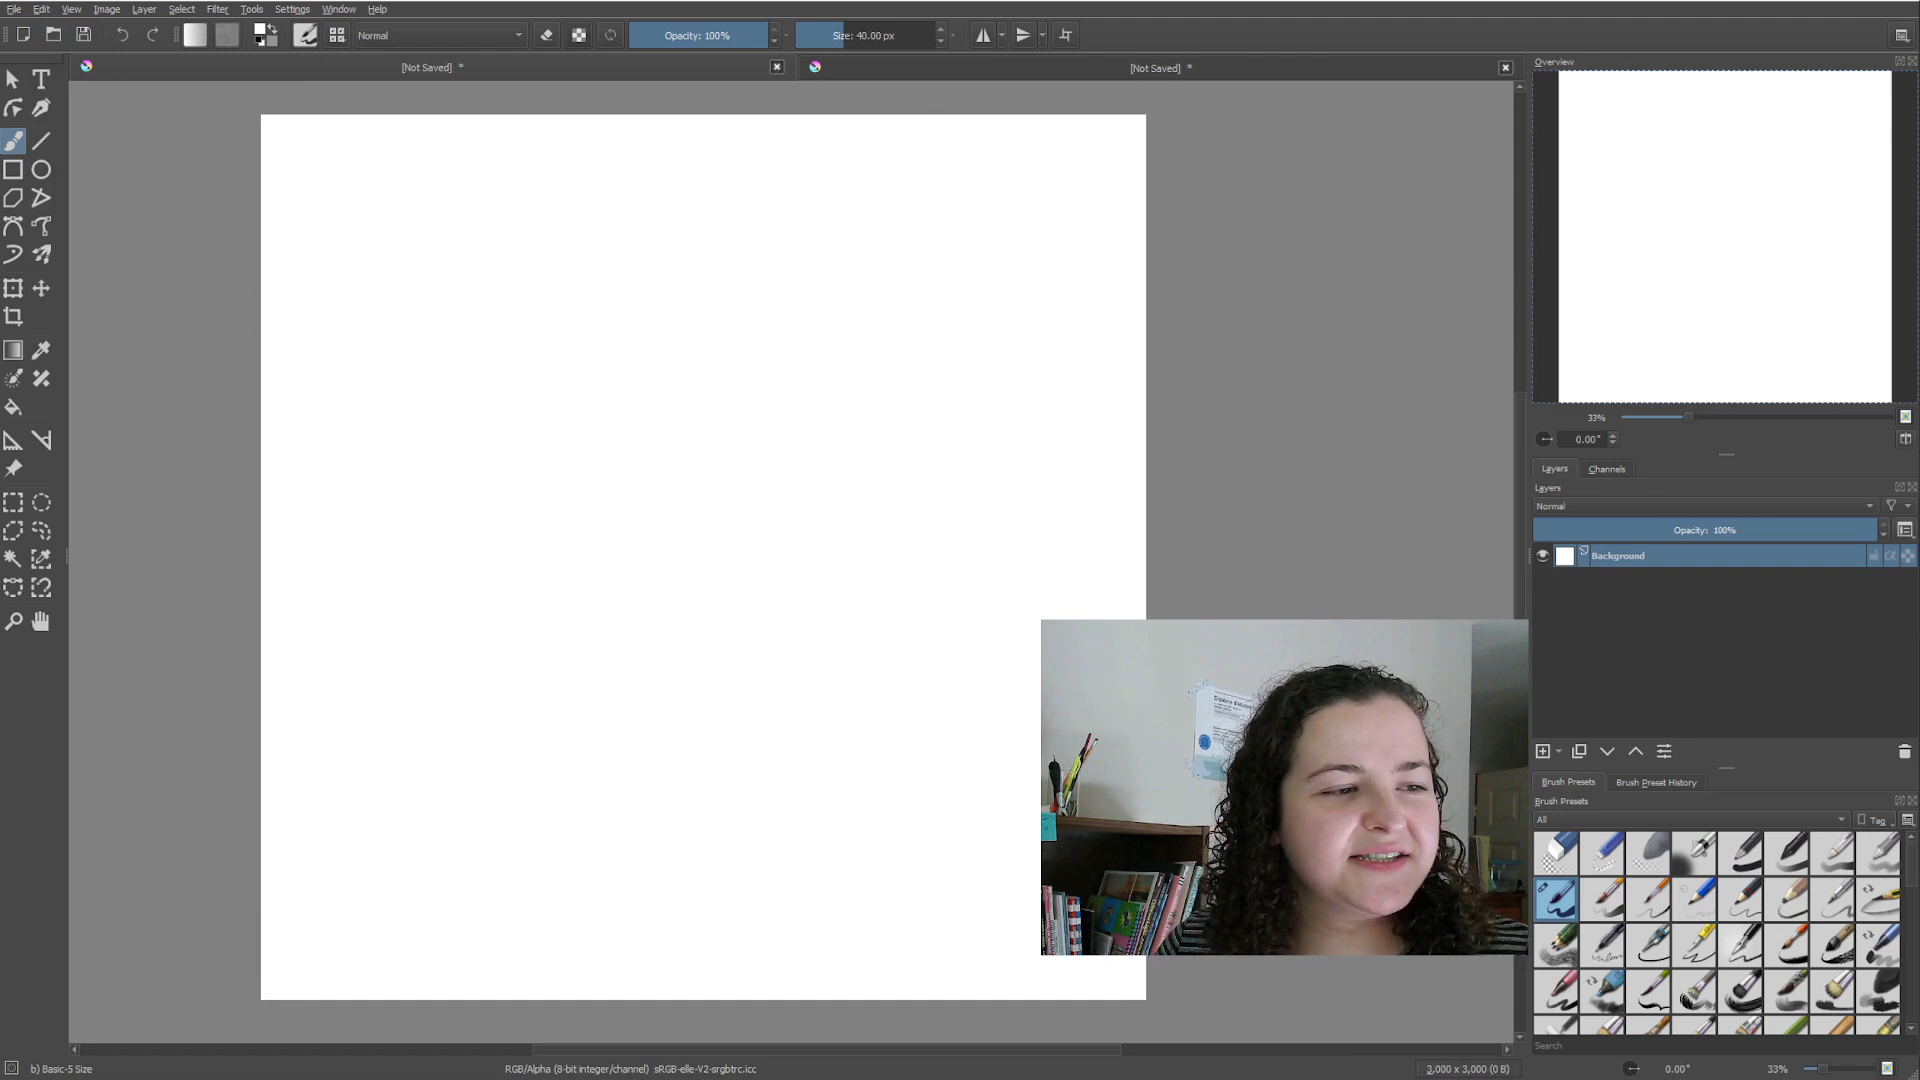 File Edit View Image Layer Select Filter Tools Settings Window Help
Normal
Opacity: 100%
Size: 40.00 px
[Not Saved] *
[Not Saved] *
Overview
33%
0.00°
Layers Channels
Layers
Normal
Opacity: 100%
Background
Brush Presets Brush Preset History
Brush Presets
All
Tag
Search
b) Basic-5 Size
RGB/Alpha (8-bit integer/channel) sRGB-elle-V2-srgbtrc.icc
3,000 x 3,000 (0 B)
0.00°
33%